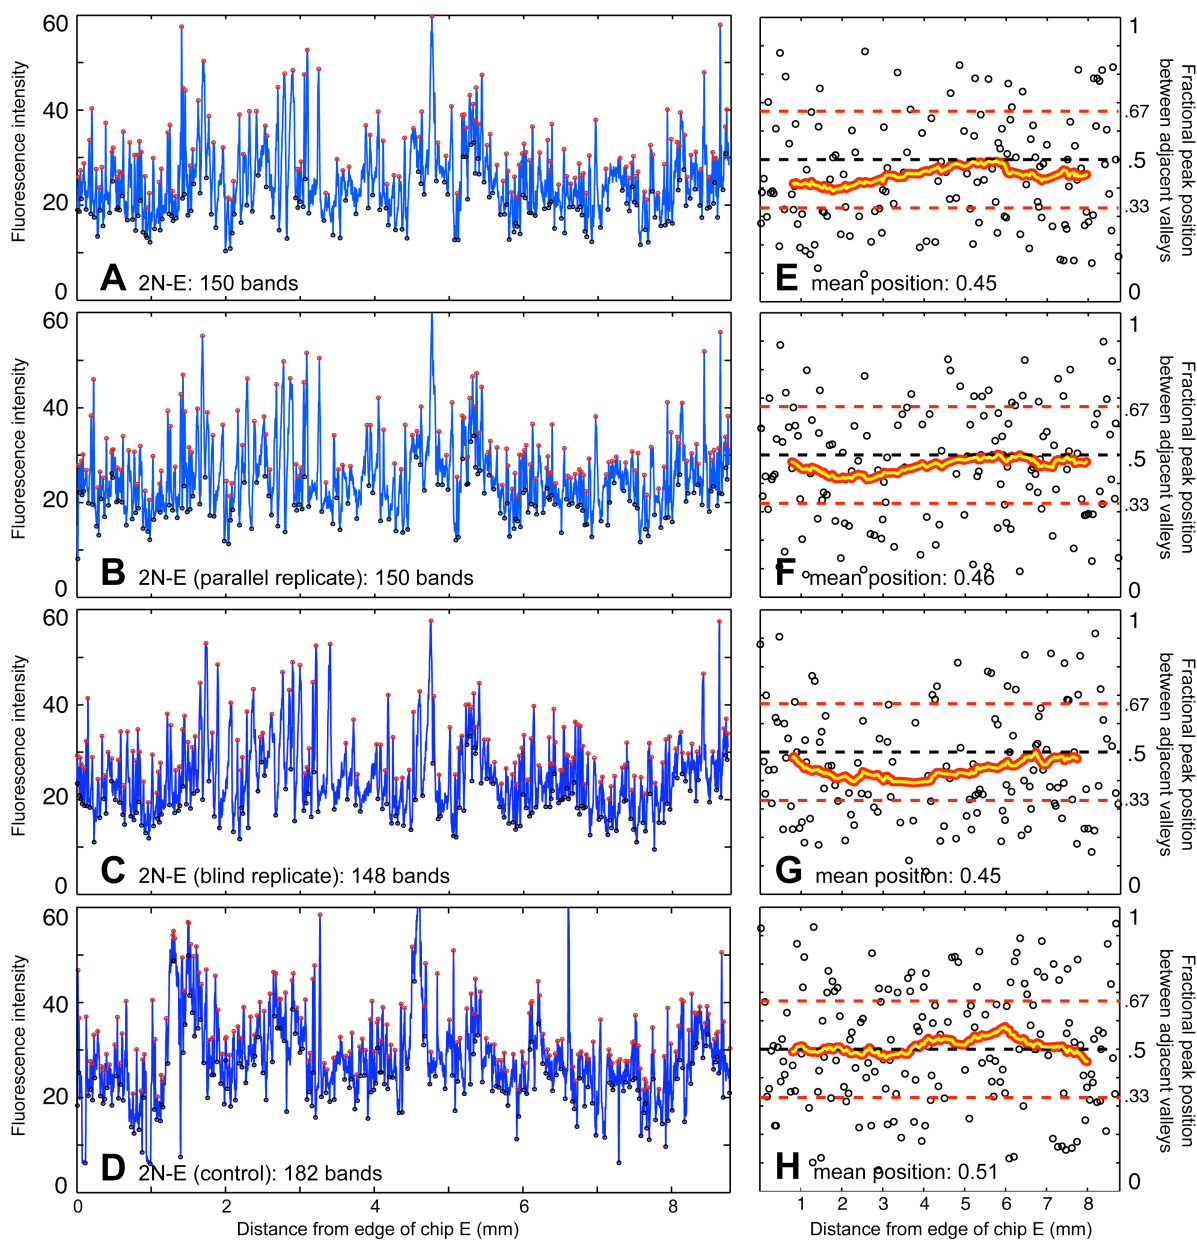 60
40
20
0
Fluorescence intensity
A 2N-E: 150 bands
1
.67
.5
.33
0
Fractional peak position
between adjacent valleys
E mean position: 0.45
60
40
20
0
Fluorescence intensity
B 2N-E (parallel replicate): 150 bands
1
.67
.5
.33
0
Fractional peak position
between adjacent valleys
F mean position: 0.46
60
40
20
0
Fluorescence intensity
C 2N-E (blind replicate): 148 bands
1
.67
.5
.33
0
Fractional peak position
between adjacent valleys
G mean position: 0.45
60
40
20
0
Fluorescence intensity
D 2N-E (control): 182 bands
1
.67
.5
.33
0
Fractional peak position
between adjacent valleys
H mean position: 0.51
0 2 4 6 8
Distance from edge of chip E (mm)
1 2 3 4 5 6 7 8
Distance from edge of chip E (mm)